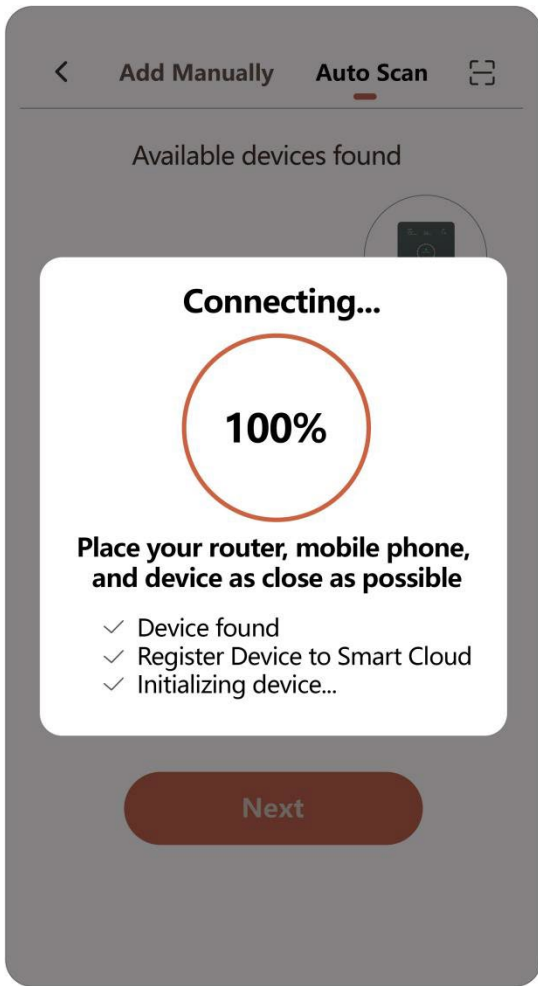 Add Manually Auto Scan
Available devices found
Connecting...
100%
Place your router, mobile phone,
and device as close as possible
Device found
Register Device to Smart Cloud
Initializing device...
Next